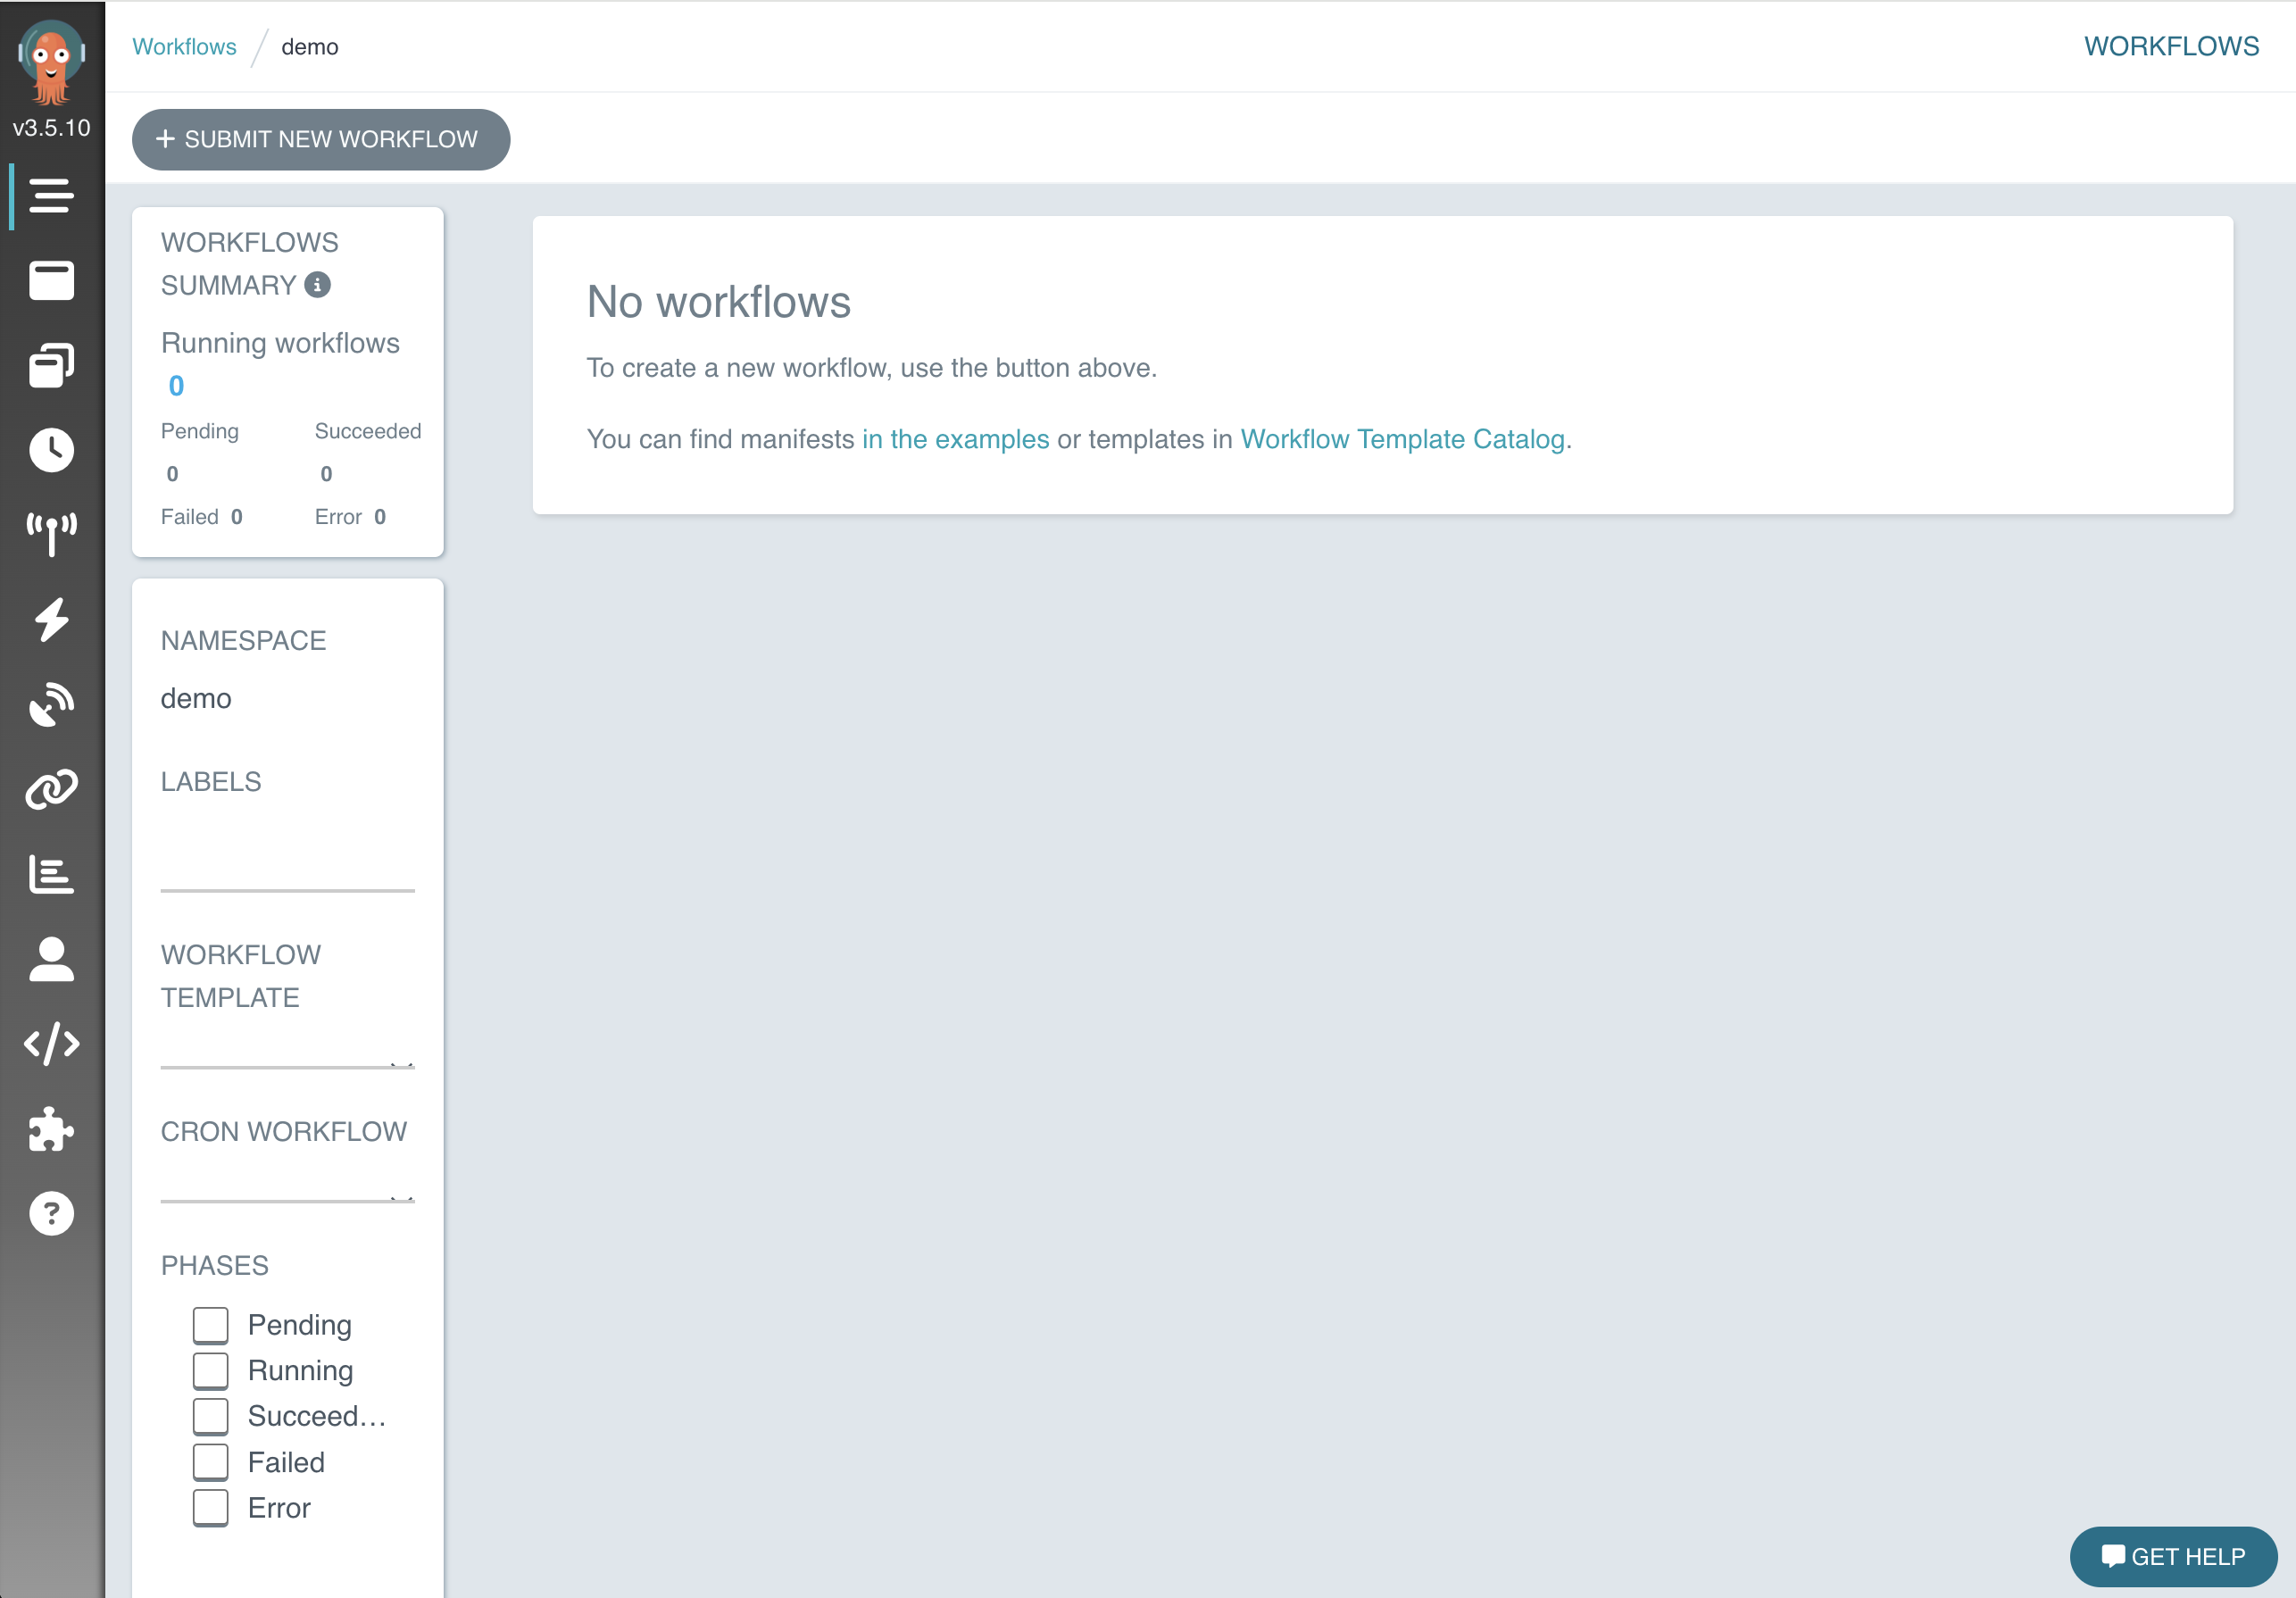 v3.5.10
Workflows / demo
WORKFLOWS
+ SUBMIT NEW WORKFLOW
WORKFLOWS
SUMMARY
Running workflows
0
Pending Succeeded
0 0
Failed 0 Error 0
No workflows
To create a new workflow, use the button above.
You can find manifests in the examples or templates in Workflow Template Catalog.
NAMESPACE
demo
LABELS
WORKFLOW
TEMPLATE
CRON WORKFLOW
PHASES
Pending
Running
Succeed...
Failed
Error
GET HELP